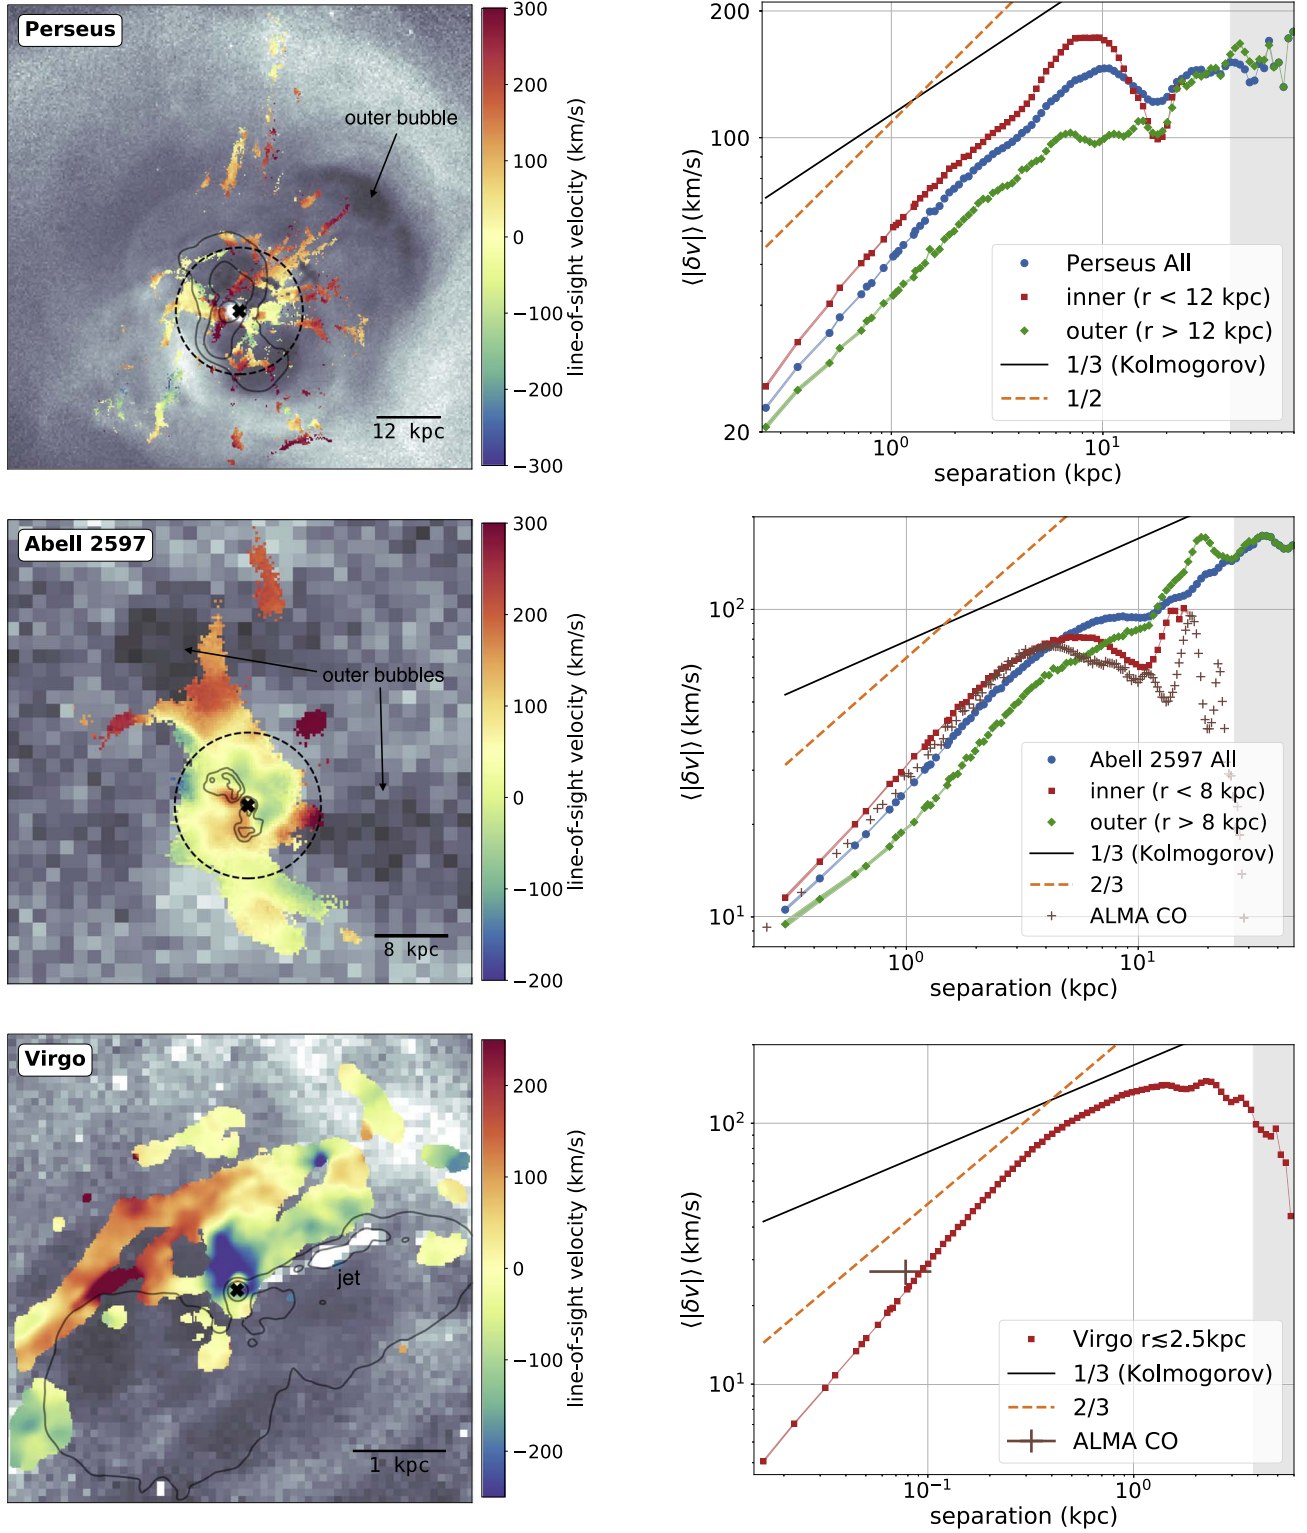 Perseus
outer bubble
12 kpc
300
200
100
0
−100
−200
−300
line-of-sight velocity (km/s)
200
100
20
⟨|δv|⟩ (km/s)
Perseus All
inner (r < 12 kpc)
outer (r > 12 kpc)
1/3 (Kolmogorov)
1/2
10⁰
10¹
separation (kpc)
Abell 2597
outer bubbles
8 kpc
300
200
100
0
−100
−200
line-of-sight velocity (km/s)
10²
10¹
⟨|δv|⟩ (km/s)
Abell 2597 All
inner (r < 8 kpc)
outer (r > 8 kpc)
1/3 (Kolmogorov)
2/3
ALMA CO
10⁰
10¹
separation (kpc)
Virgo
jet
1 kpc
200
100
0
−100
−200
line-of-sight velocity (km/s)
10²
10¹
⟨|δv|⟩ (km/s)
Virgo r≲2.5kpc
1/3 (Kolmogorov)
2/3
ALMA CO
10⁻¹
10⁰
separation (kpc)